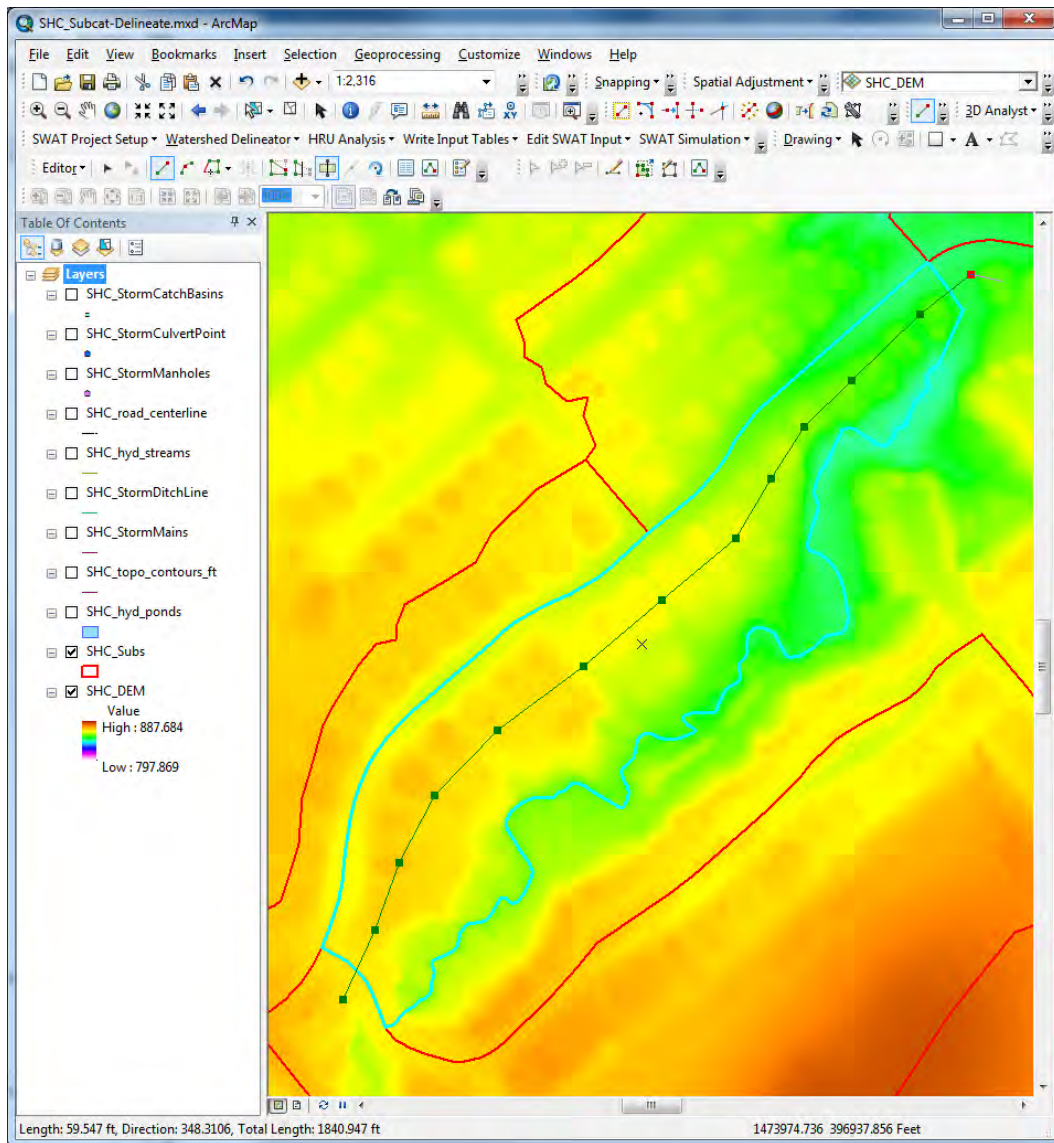 SHC_Subcat-Delineate.mxd - ArcMap
File Edit View Bookmarks Insert Selection Geoprocessing Customize Windows Help
1:2,316 Snapping Spatial Adjustment SHC_DEM
3D Analyst
SWAT Project Setup Watershed Delineator HRU Analysis Write Input Tables Edit SWAT Input SWAT Simulation Drawing A
Editor
Table Of Contents
Layers
SHC_StormCatchBasins
SHC_StormCulvertPoint
SHC_StormManholes
SHC_road_centerline
SHC_hyd_streams
SHC_StormDitchLine
SHC_StormMains
SHC_topo_contours_ft
SHC_hyd_ponds
SHC_Subs
SHC_DEM
Value
High : 887.684
Low : 797.869
Length: 59.547 ft, Direction: 348.3106, Total Length: 1840.947 ft 1473974.736 396937.856 Feet